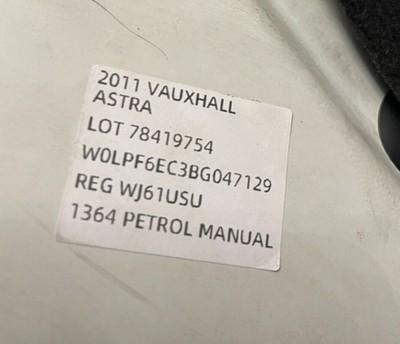 2011 VAUXHALL
ASTRA
LOT 78419754
W0LPF6EC3BG047129
REG WJ61USU
1364 PETROL MANUAL